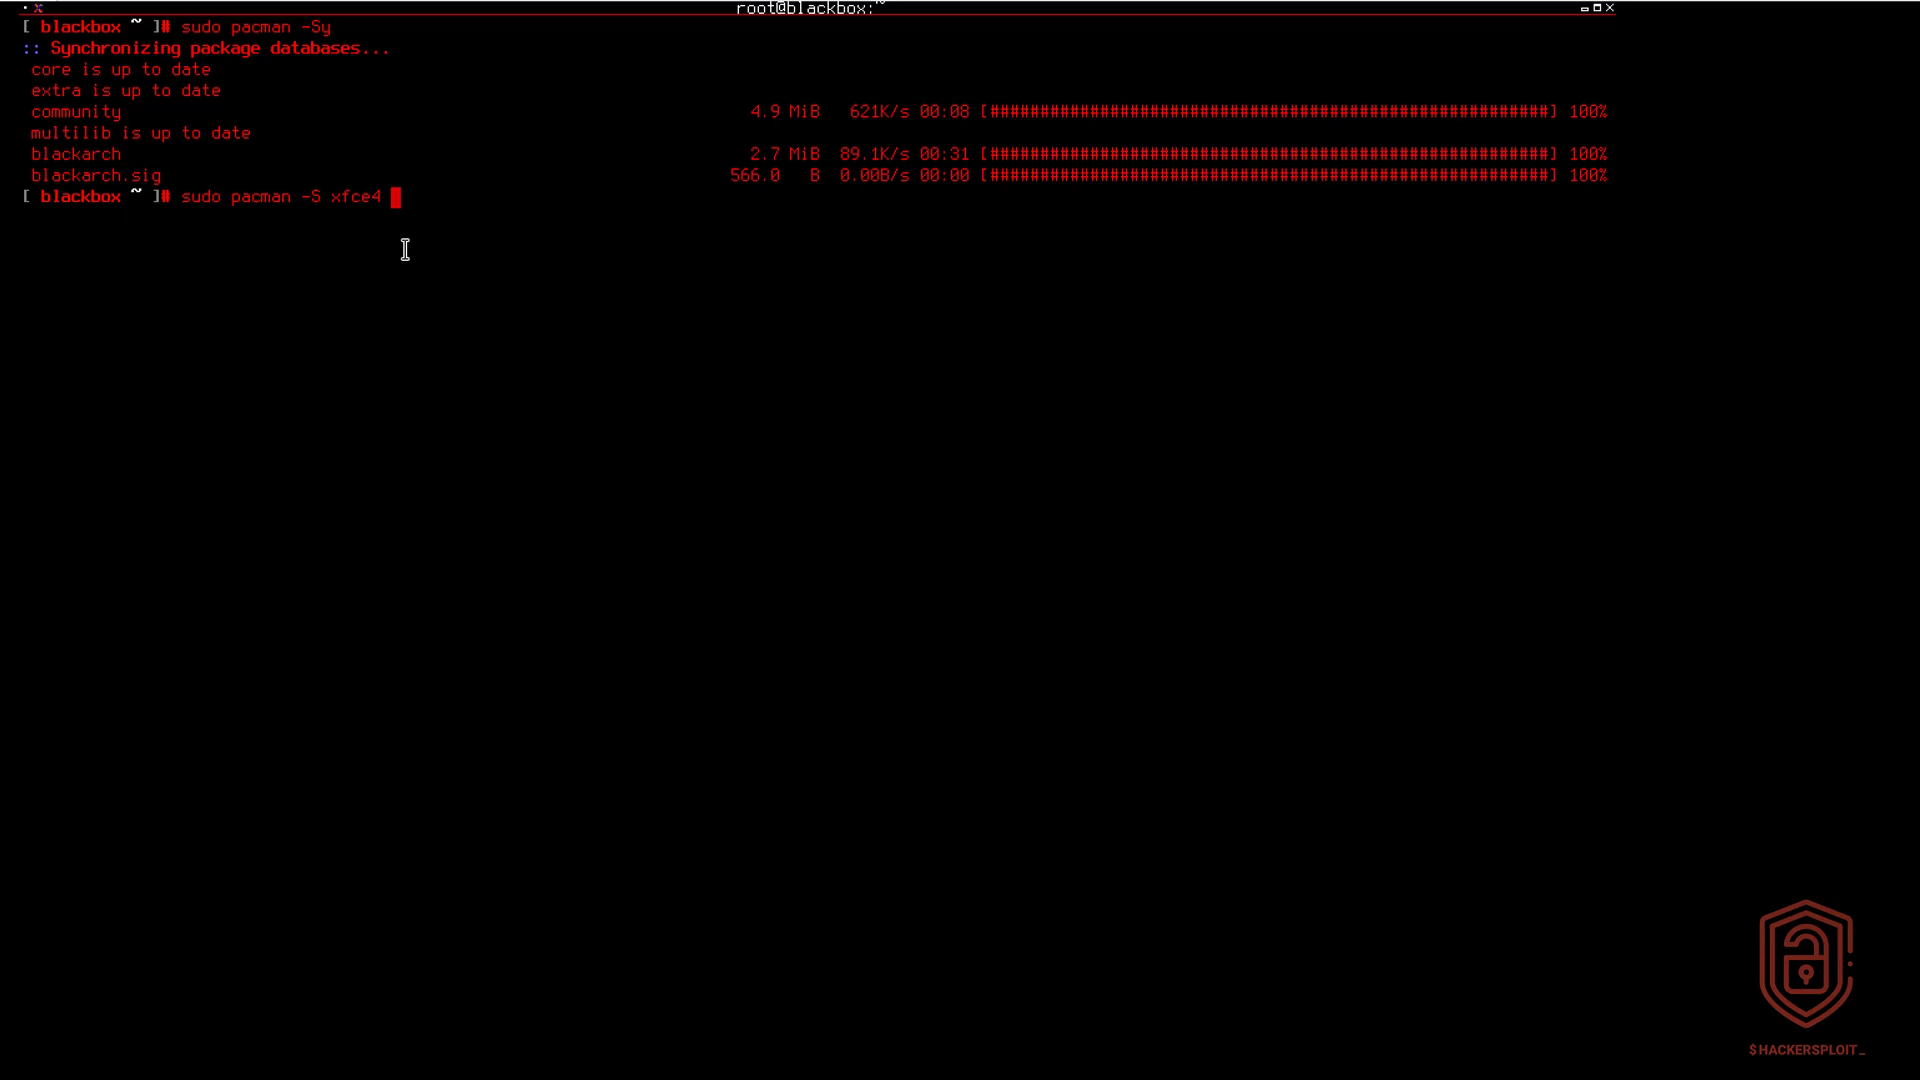 root@blackbox:~
[ blackbox ~ ]# sudo pacman -Sy
:: Synchronizing package databases...
core is up to date
extra is up to date
community 4.9 MiB 621K/s 00:08 [########################################################] 100%
multilib is up to date
blackarch 2.7 MiB 89.1K/s 00:31 [########################################################] 100%
blackarch.sig 566.0 B 0.00B/s 00:00 [########################################################] 100%
[ blackbox ~ ]# sudo pacman -S xfce4
$HACKERSPLOIT_